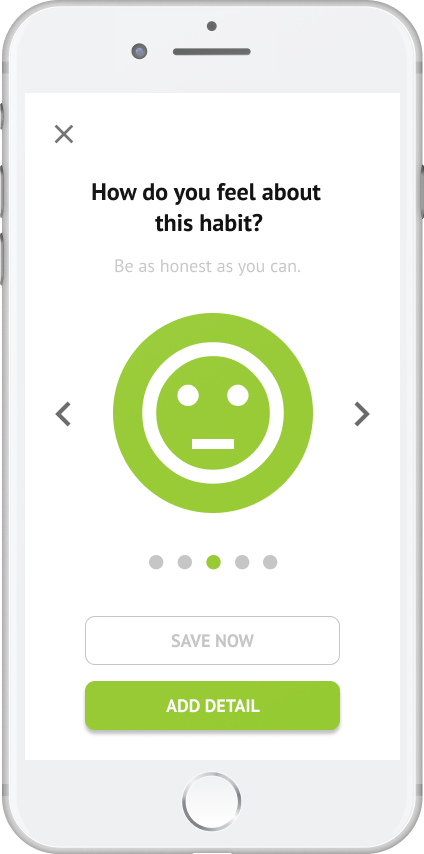 How do you feel about
this habit?
Be as honest as you can.
SAVE NOW
ADD DETAIL